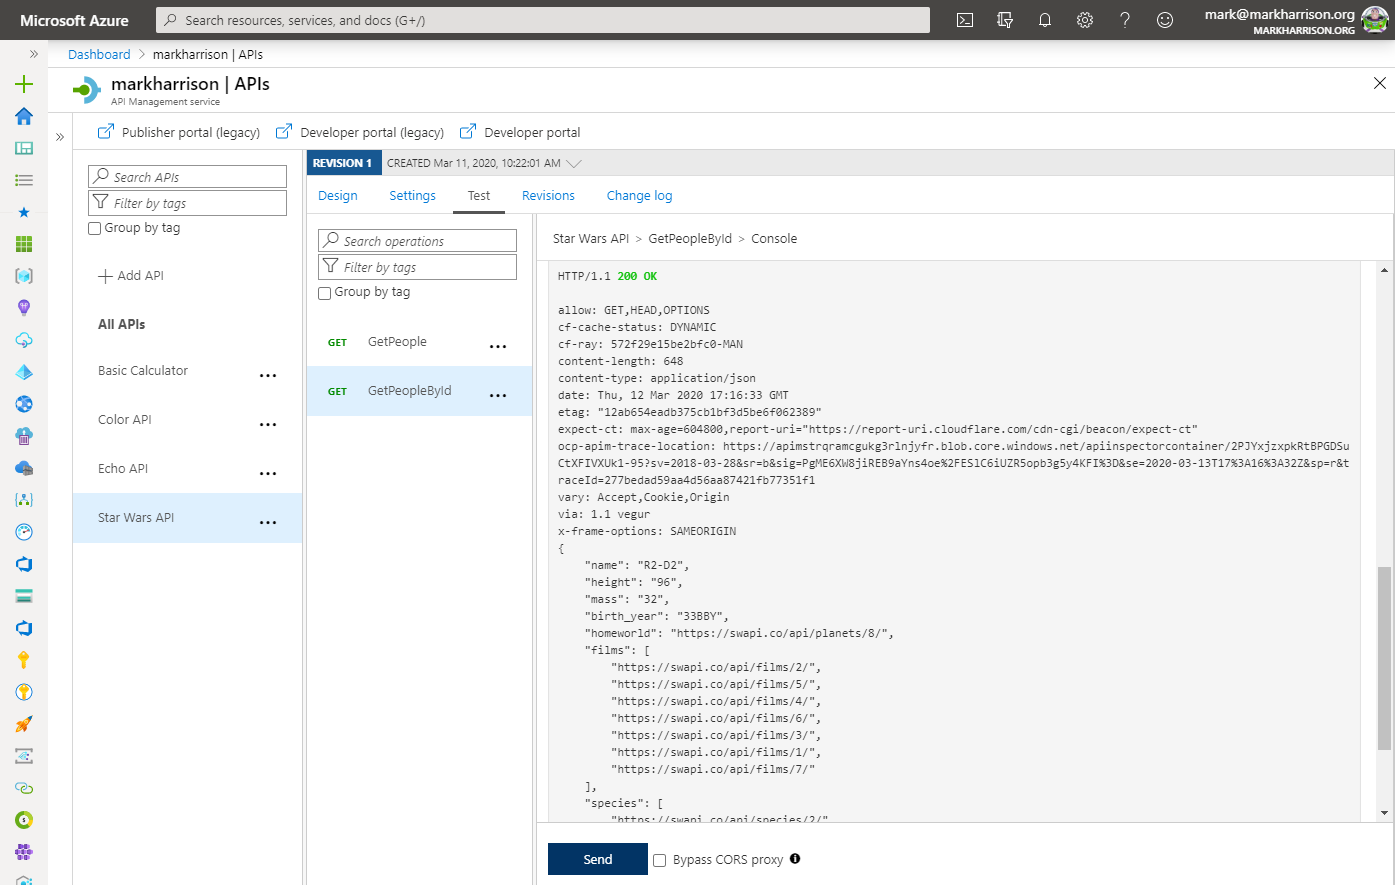 Microsoft Azure
Search resources, services, and docs (G+/)
mark@markharrison.org
MARKHARRISON.ORG
Dashboard > markharrison | APIs
markharrison | APIs
API Management service
Publisher portal (legacy)
Developer portal (legacy)
Developer portal
Search APIs
Filter by tags
Group by tag
Add API
All APIs
Basic Calculator
Color API
Echo API
Star Wars API
REVISION 1
CREATED Mar 11, 2020, 10:22:01 AM
Design
Settings
Test
Revisions
Change log
Search operations
Filter by tags
Group by tag
GET GetPeople
GET GetPeopleById
Star Wars API > GetPeopleById > Console
HTTP/1.1 200 OK
allow: GET,HEAD,OPTIONS
cf-cache-status: DYNAMIC
cf-ray: 572f29e15be2bfc0-MAN
content-length: 648
content-type: application/json
date: Thu, 12 Mar 2020 17:16:33 GMT
etag: "12ab654eadb375cb1bf3d5be6f062389"
expect-ct: max-age=604800,report-uri="https://report-uri.cloudflare.com/cdn-cgi/beacon/expect-ct"
ocp-apim-trace-location: https://apimstrqramcgukg3rlnjyfr.blob.core.windows.net/apiinspectorcontainer/2PJYxjzxpkRtBPGDSu
CtXFIVXUk1-95?sv=2018-03-28&sr=b&sig=PgME6XW8jiREB9aYns4oe%2FESlC6iUZR5opb3g5y4KFI%3D&se=2020-03-13T17%3A16%3A32Z&sp=r&t
raceId=277bedad59aa4d56aa87421fb77351f1
vary: Accept,Cookie,Origin
via: 1.1 vegur
x-frame-options: SAMEORIGIN
{
"name": "R2-D2",
"height": "96",
"mass": "32",
"birth_year": "33BBY",
"homeworld": "https://swapi.co/api/planets/8/",
"films": [
"https://swapi.co/api/films/2/",
"https://swapi.co/api/films/5/",
"https://swapi.co/api/films/4/",
"https://swapi.co/api/films/6/",
"https://swapi.co/api/films/3/",
"https://swapi.co/api/films/1/",
"https://swapi.co/api/films/7/"
],
"species": [
"https://swapi.co/api/species/2/"
Send
Bypass CORS proxy